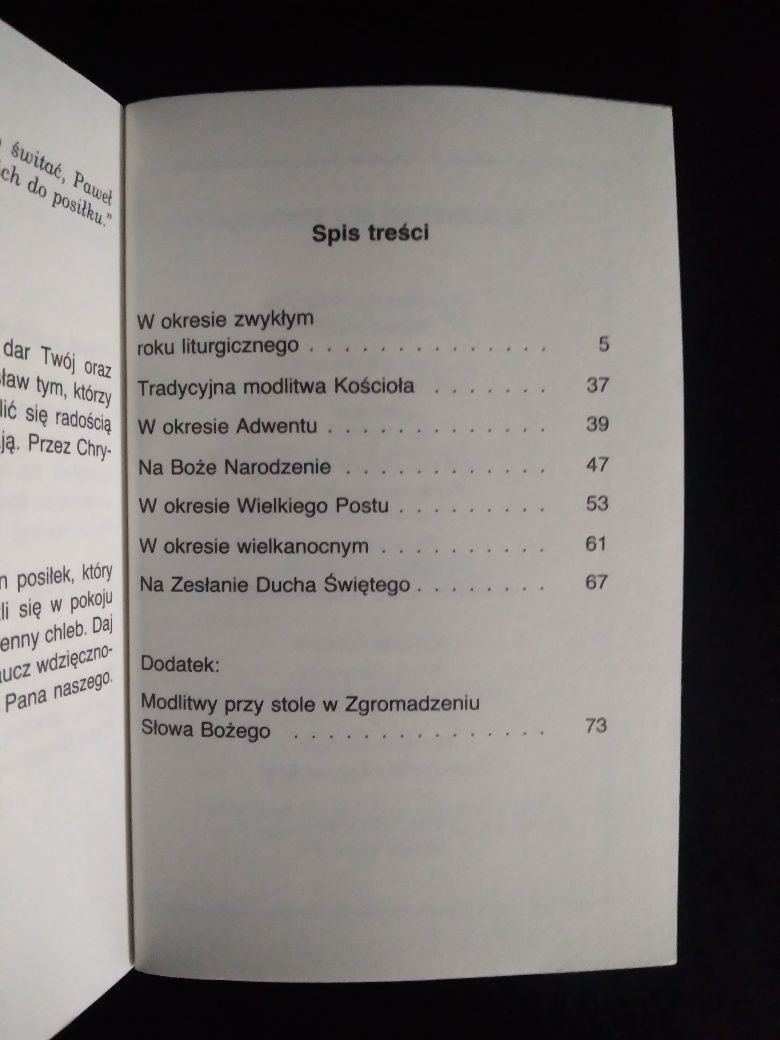 świtać, Paweł
ich do posiłku."
dar Twój oraz
sław tym, którzy
lić się radością
ją. Przez Chry-
n posiłek, który
li się w pokoju
enny chleb. Daj
ucz wdzięczno-
Pana naszego.
Spis treści
W okresie zwykłym
roku liturgicznego . . . . . . . . . . . . . . 5
Tradycyjna modlitwa Kościoła . . . . . . . 37
W okresie Adwentu . . . . . . . . . . . . . 39
Na Boże Narodzenie . . . . . . . . . . . . 47
W okresie Wielkiego Postu . . . . . . . . . 53
W okresie wielkanocnym . . . . . . . . . . 61
Na Zesłanie Ducha Świętego . . . . . . . . 67
Dodatek:
Modlitwy przy stole w Zgromadzeniu
Słowa Bożego . . . . . . . . . . . . . . . 73